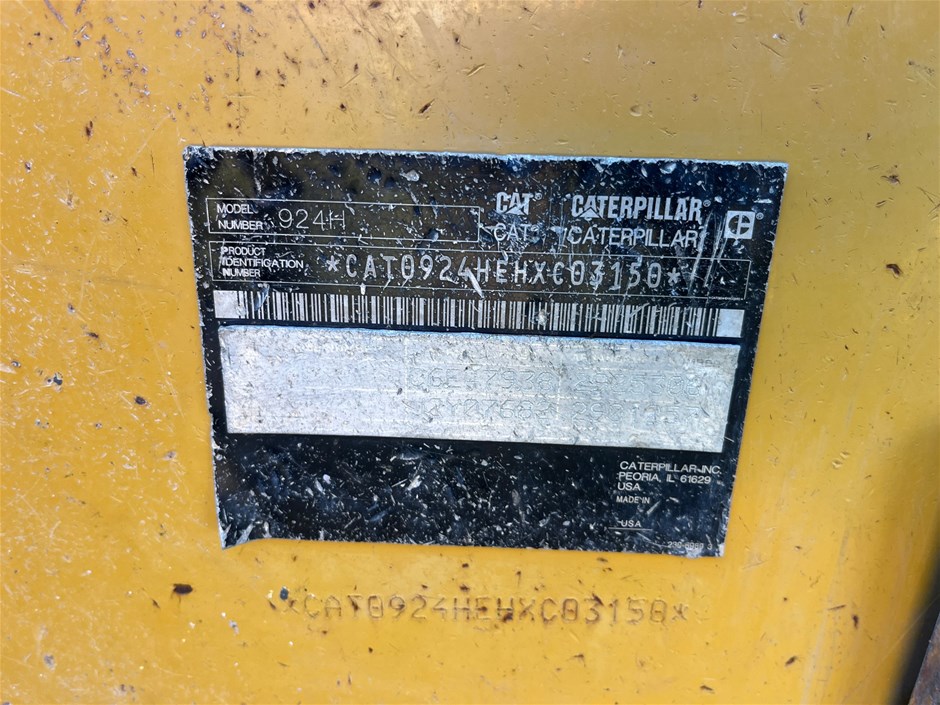 MODEL NUMBER 924H
CAT® CATERPILLAR®
CAT CATERPILLAR
PRODUCT IDENTIFICATION NUMBER *CAT0924HEHXC03150*
CATERPILLAR INC.
PEORIA, IL 61629
USA
MADE IN
USA
*CAT0924HEHXC03150*